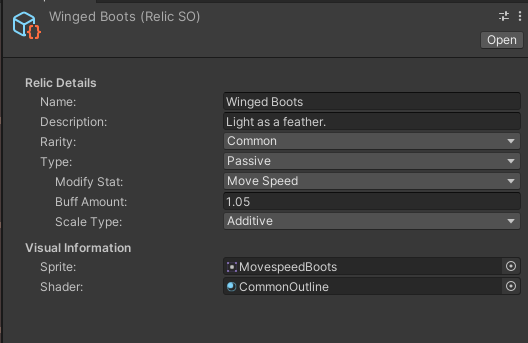 Winged Boots (Relic SO)
Open
Relic Details
Name: Winged Boots
Description: Light as a feather.
Rarity: Common
Type: Passive
Modify Stat: Move Speed
Buff Amount: 1.05
Scale Type: Additive
Visual Information
Sprite: MovespeedBoots
Shader: CommonOutline